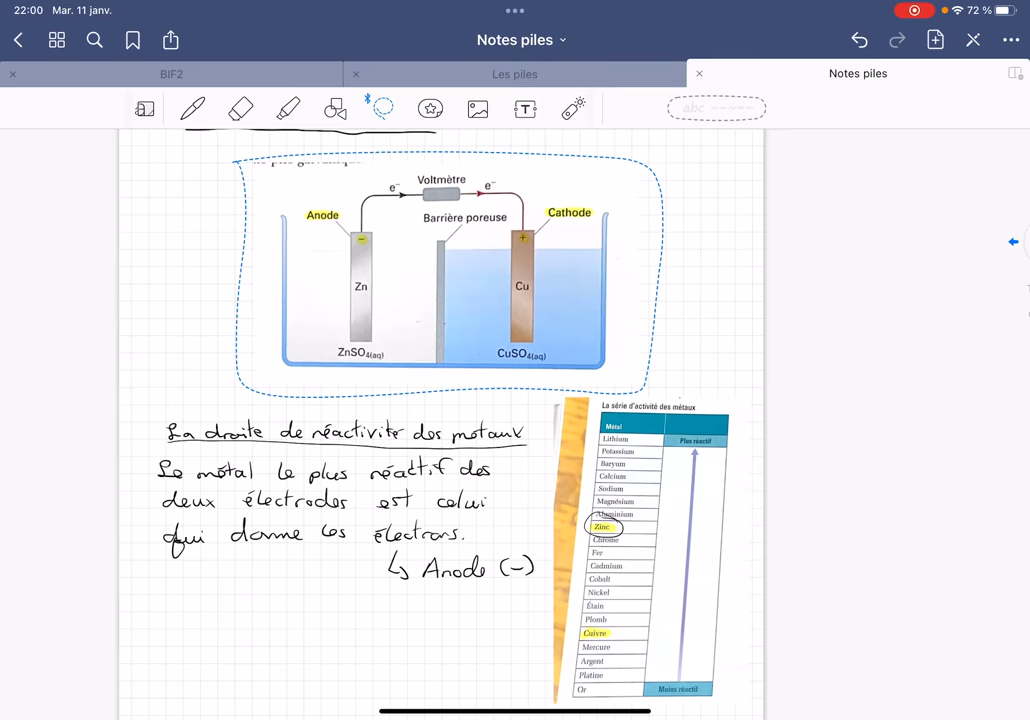 22:00 Mar. 11 janv.
72 %
Notes piles
BIF2
Les piles
Notes piles
abc
Voltmètre
e⁻
e⁻
Anode
Barrière poreuse
Cathode
−
+
Zn
Cu
ZnSO4(aq)
CuSO4(aq)
La droite de réactivité des métaux
Le métal le plus réactif des
deux électrodes est celui
qui donne les électrons.
↳ Anode (−)
La série d'activité des métaux
Métal
Lithium
Plus réactif
Potassium
Baryum
Calcium
Sodium
Magnésium
Aluminium
Zinc
Chrome
Fer
Cadmium
Cobalt
Nickel
Étain
Plomb
Cuivre
Mercure
Argent
Platine
Or
Moins réactif